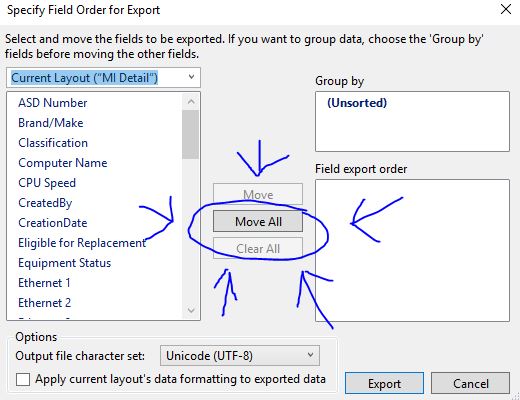 Specify Field Order for Export
Select and move the fields to be exported. If you want to group data, choose the 'Group by'
fields before moving the other fields.
Current Layout ("MI Detail")
ASD Number
Brand/Make
Classification
Computer Name
CPU Speed
CreatedBy
CreationDate
Eligible for Replacement
Equipment Status
Ethernet 1
Ethernet 2
Move
Move All
Clear All
Group by
(Unsorted)
Field export order
Options
Output file character set:
Unicode (UTF-8)
Apply current layout's data formatting to exported data
Export
Cancel